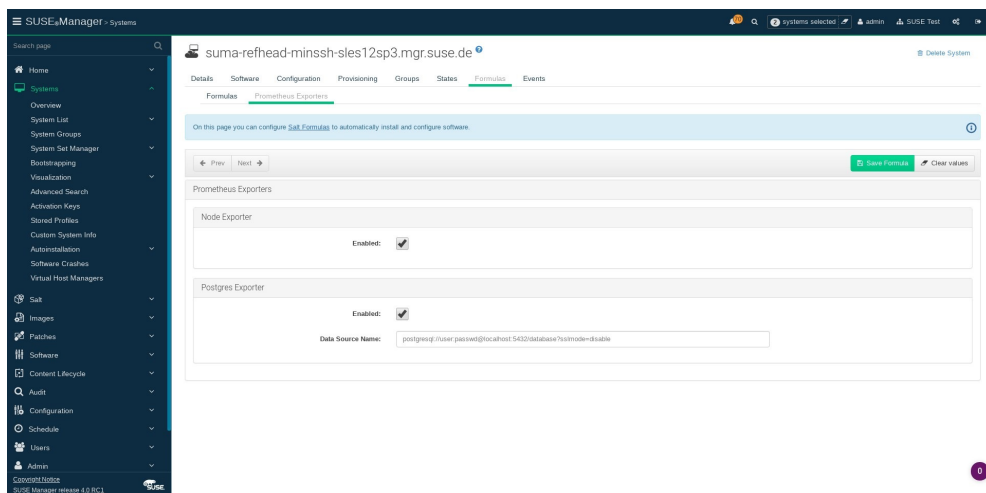 SUSE®Manager > Systems
70
2 systems selected
admin
SUSE Test
Search page
Home
Systems
Overview
System List
System Groups
System Set Manager
Bootstrapping
Visualization
Advanced Search
Activation Keys
Stored Profiles
Custom System Info
Autoinstallation
Software Crashes
Virtual Host Managers
Salt
Images
Patches
Software
Content Lifecycle
Audit
Configuration
Schedule
Users
Admin
Copyright Notice
SUSE Manager release 4.0 RC1
SUSE
suma-refhead-minssh-sles12sp3.mgr.suse.de ?
Delete System
Details Software Configuration Provisioning Groups States Formulas Events
Formulas Prometheus Exporters
On this page you can configure Salt Formulas to automatically install and configure software.
Prev Next
Save Formula Clear values
Prometheus Exporters
Node Exporter
Enabled:
Postgres Exporter
Enabled:
Data Source Name: postgresql://user:passwd@localhost:5432/database?sslmode=disable
0